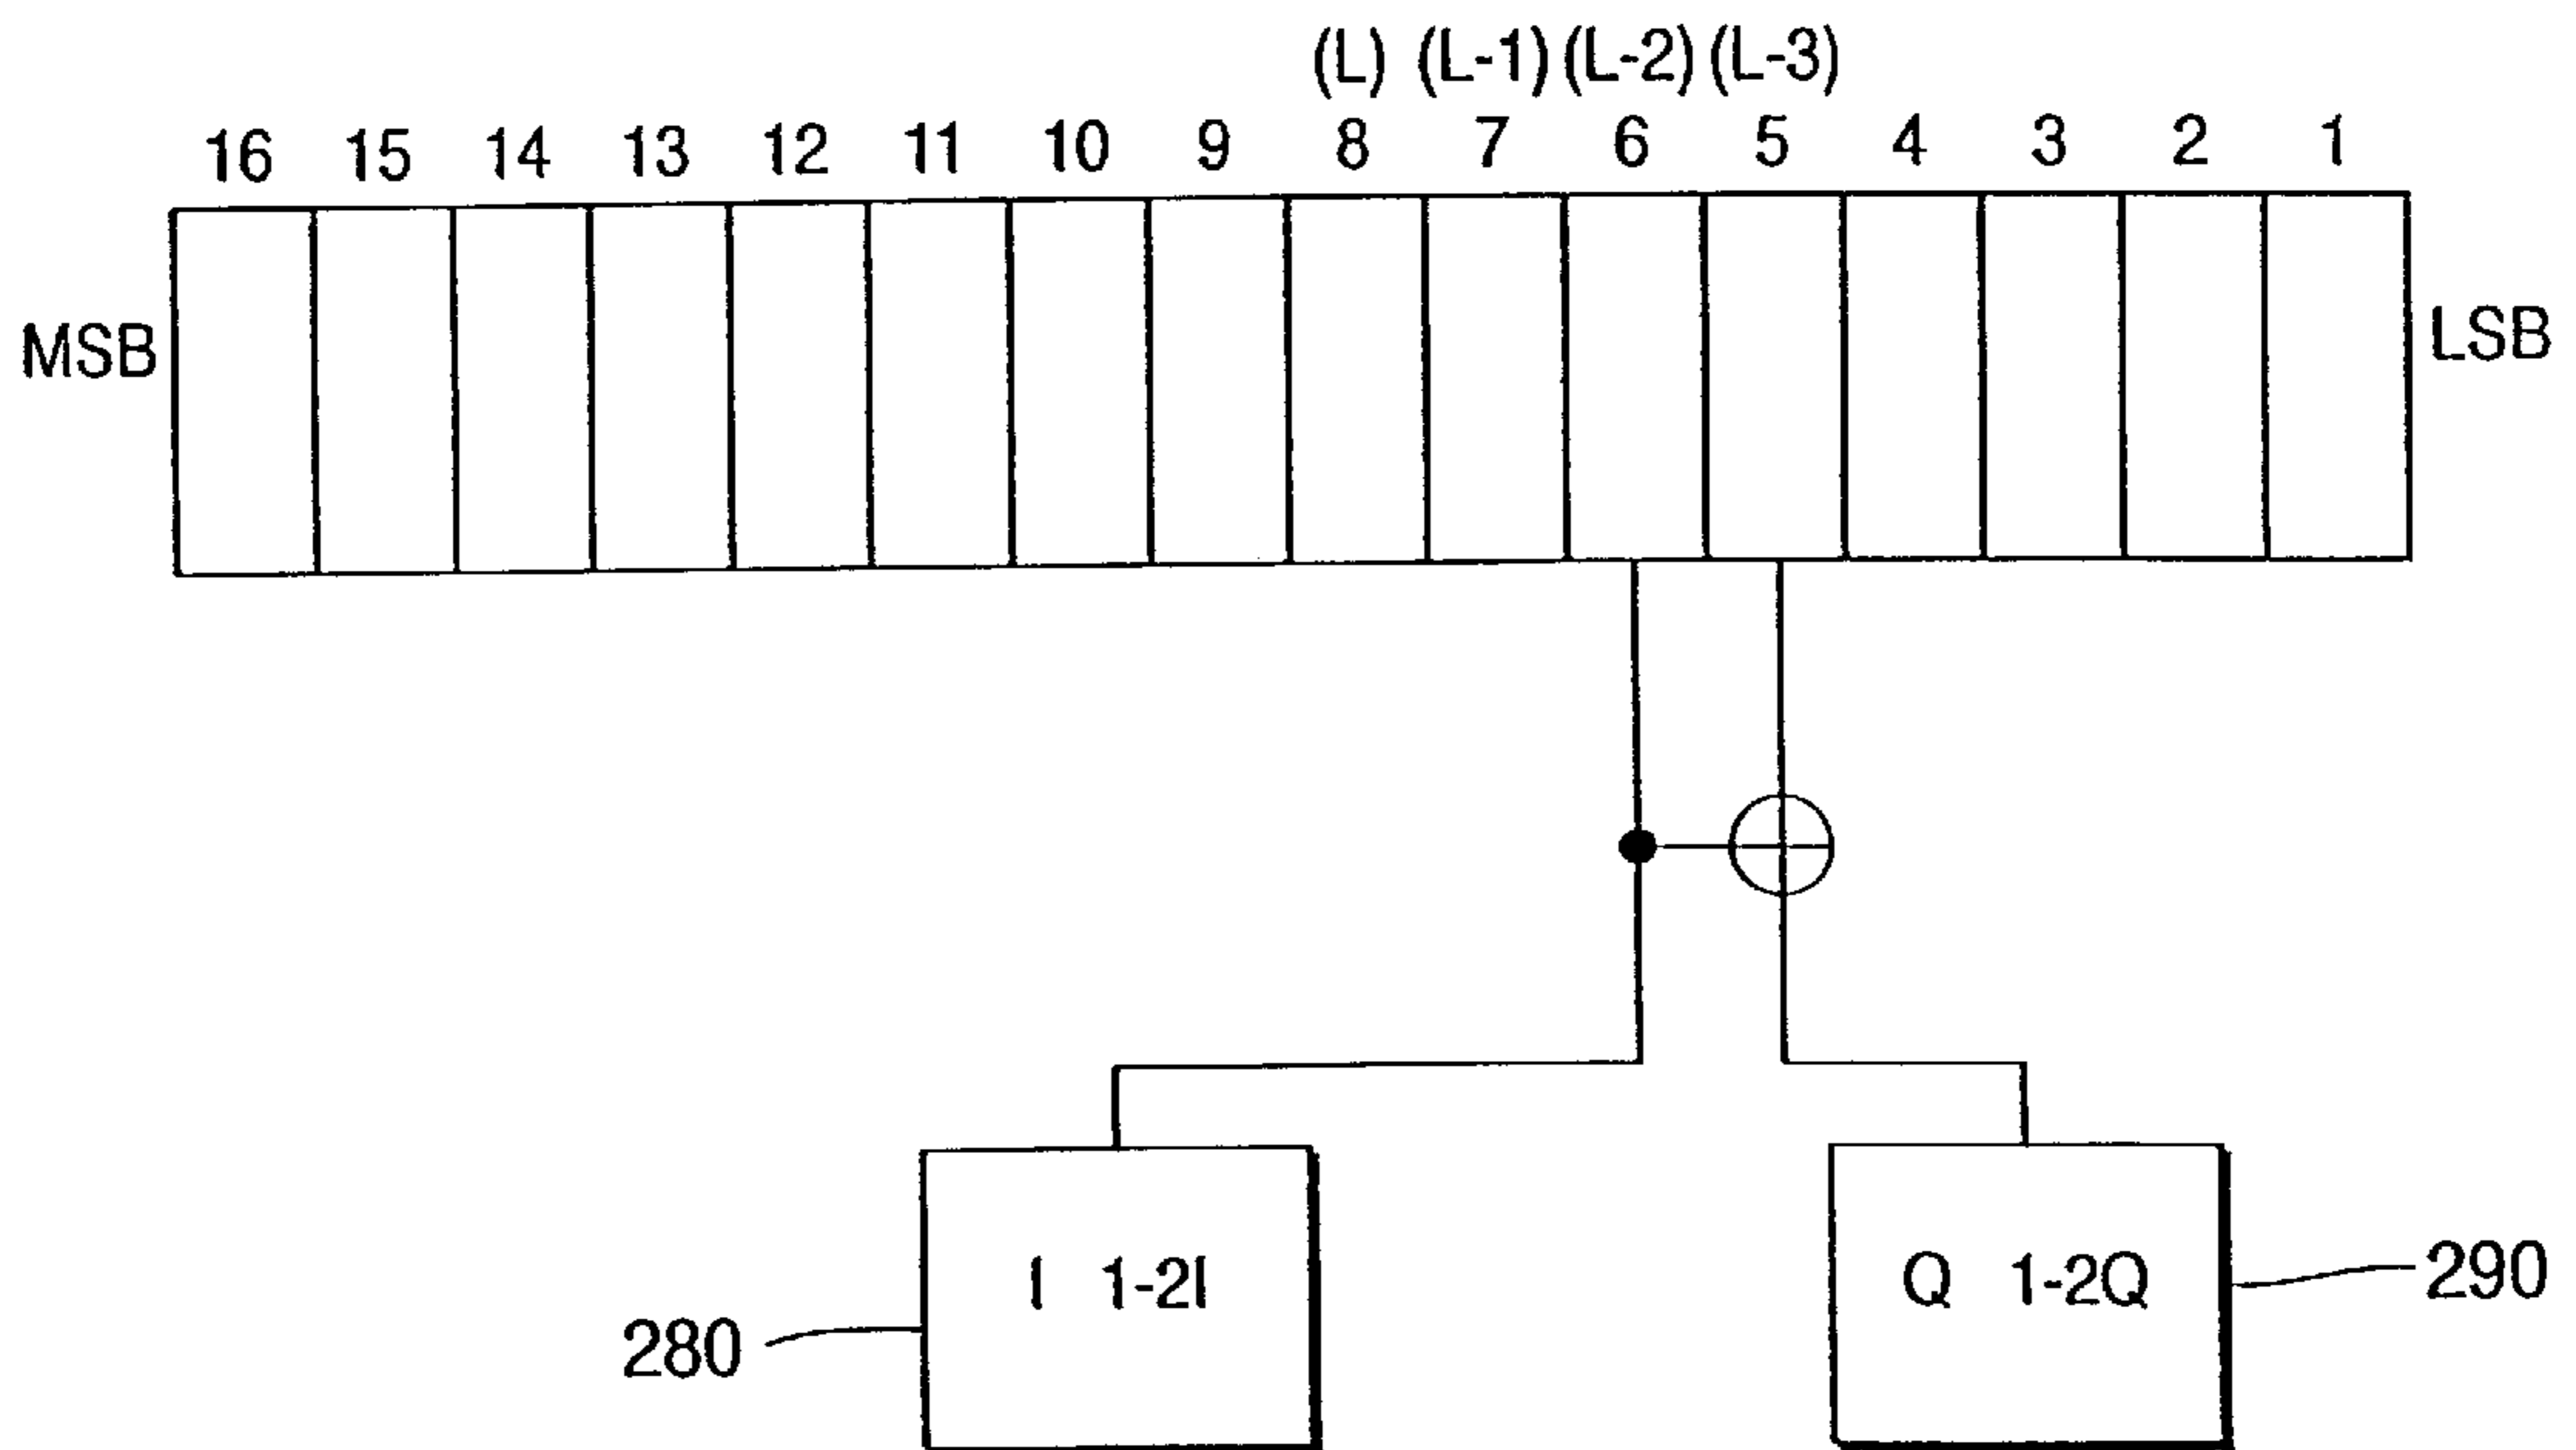 (L) (L-1) (L-2) (L-3)
16 15 14 13 12 11 10 9 8 7 6 5 4 3 2 1
MSB LSB
I 1-2I
Q 1-2Q
280
290